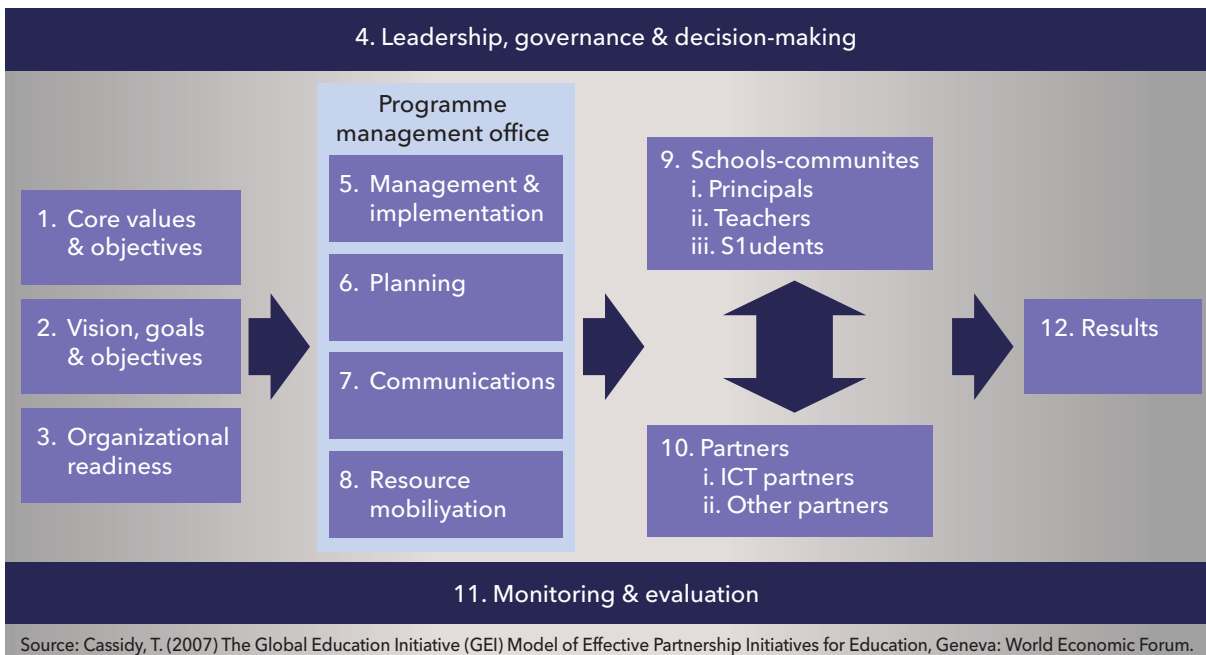 4. Leadership, governance & decision-making
1. Core values
& objectives
2. Vision, goals
& objectives
3. Organizational
readiness
Programme
management office
5. Management &
implementation
6. Planning
7. Communications
8. Resource
mobiliyation
9. Schools-communites
i. Principals
ii. Teachers
iii. S1udents
10. Partners
i. ICT partners
ii. Other partners
12. Results
11. Monitoring & evaluation
Source: Cassidy, T. (2007) The Global Education Initiative (GEI) Model of Effective Partnership Initiatives for Education, Geneva: World Economic Forum.